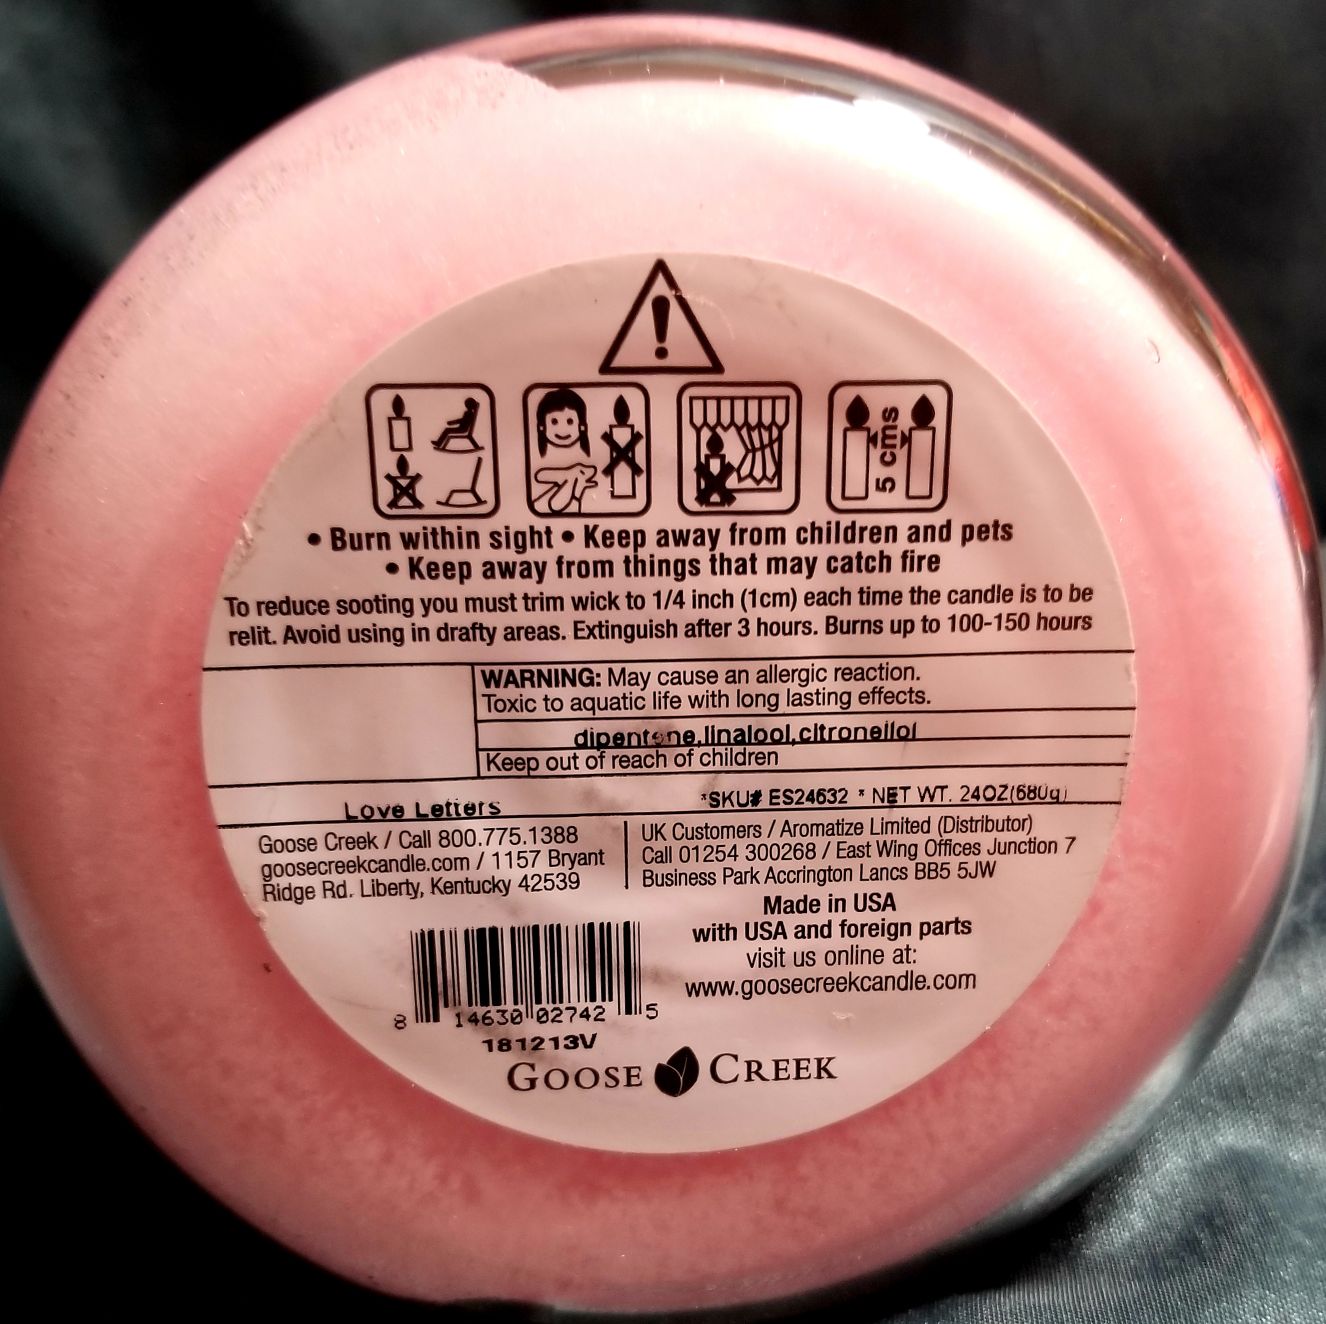 !
5 cms
• Burn within sight • Keep away from children and pets
• Keep away from things that may catch fire
To reduce sooting you must trim wick to 1/4 inch (1cm) each time the candle is to be
relit. Avoid using in drafty areas. Extinguish after 3 hours. Burns up to 100-150 hours
WARNING: May cause an allergic reaction.
Toxic to aquatic life with long lasting effects.
dipentene,linalool,citronellol
Keep out of reach of children
Love Letters
*SKU# ES24632 * NET WT. 24OZ(680g)
Goose Creek / Call 800.775.1388
goosecreekcandle.com / 1157 Bryant
Ridge Rd. Liberty, Kentucky 42539
UK Customers / Aromatize Limited (Distributor)
Call 01254 300268 / East Wing Offices Junction 7
Business Park Accrington Lancs BB5 5JW
Made in USA
with USA and foreign parts
visit us online at:
www.goosecreekcandle.com
8 14630 02742 5
181213V
GOOSE CREEK